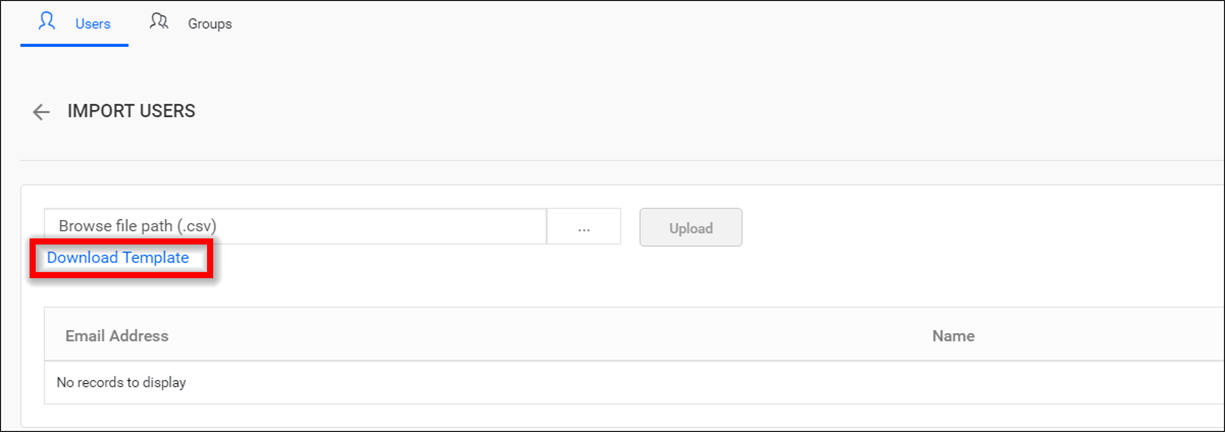 Users Groups
IMPORT USERS
Browse file path (.csv) ... Upload
Download Template
Email Address Name
No records to display